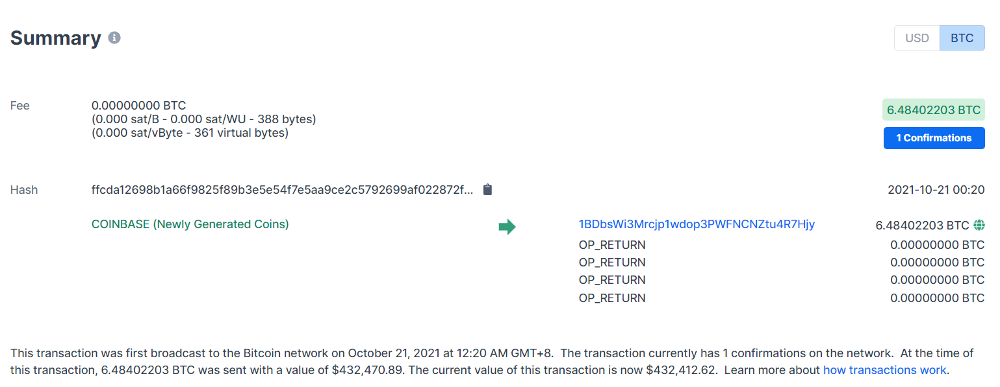 Summary
USD BTC
Fee
0.00000000 BTC
(0.000 sat/B - 0.000 sat/WU - 388 bytes)
(0.000 sat/vByte - 361 virtual bytes)
6.48402203 BTC
1 Confirmations
Hash
ffcda12698b1a66f9825f89b3e5e54f7e5aa9ce2c5792699af022872f...
2021-10-21 00:20
COINBASE (Newly Generated Coins)
1BDbsWi3Mrcjp1wdop3PWFNCNZtu4R7Hjy 6.48402203 BTC
OP_RETURN 0.00000000 BTC
OP_RETURN 0.00000000 BTC
OP_RETURN 0.00000000 BTC
OP_RETURN 0.00000000 BTC
This transaction was first broadcast to the Bitcoin network on October 21, 2021 at 12:20 AM GMT+8. The transaction currently has 1 confirmations on the network. At the time of
this transaction, 6.48402203 BTC was sent with a value of $432,470.89. The current value of this transaction is now $432,412.62. Learn more about how transactions work.